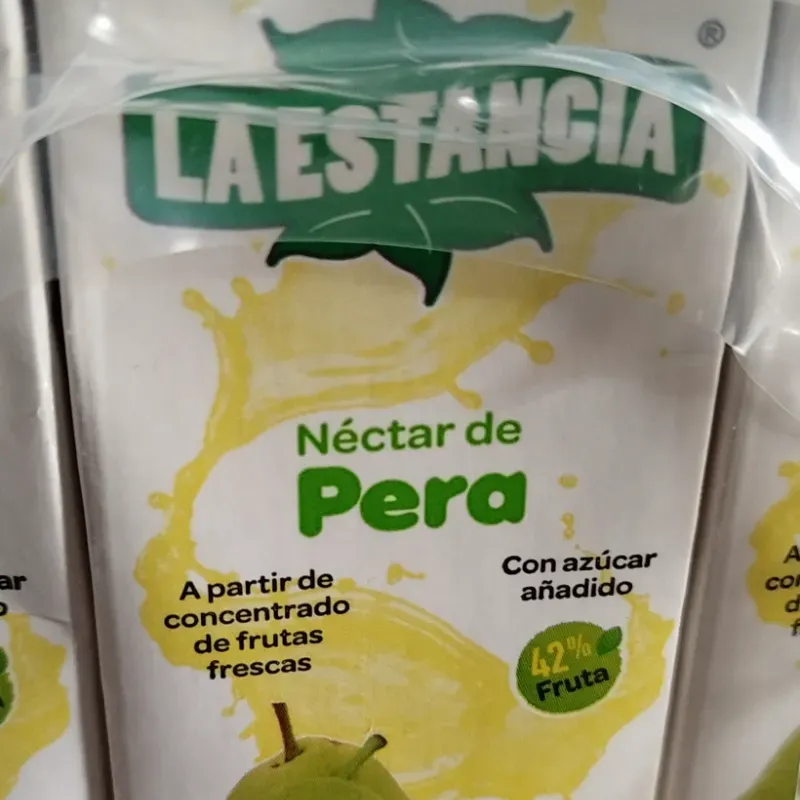 LA ESTANCIA®
Néctar de
Pera
A partir de
concentrado
de frutas
frescas
Con azúcar
añadido
42%
Fruta